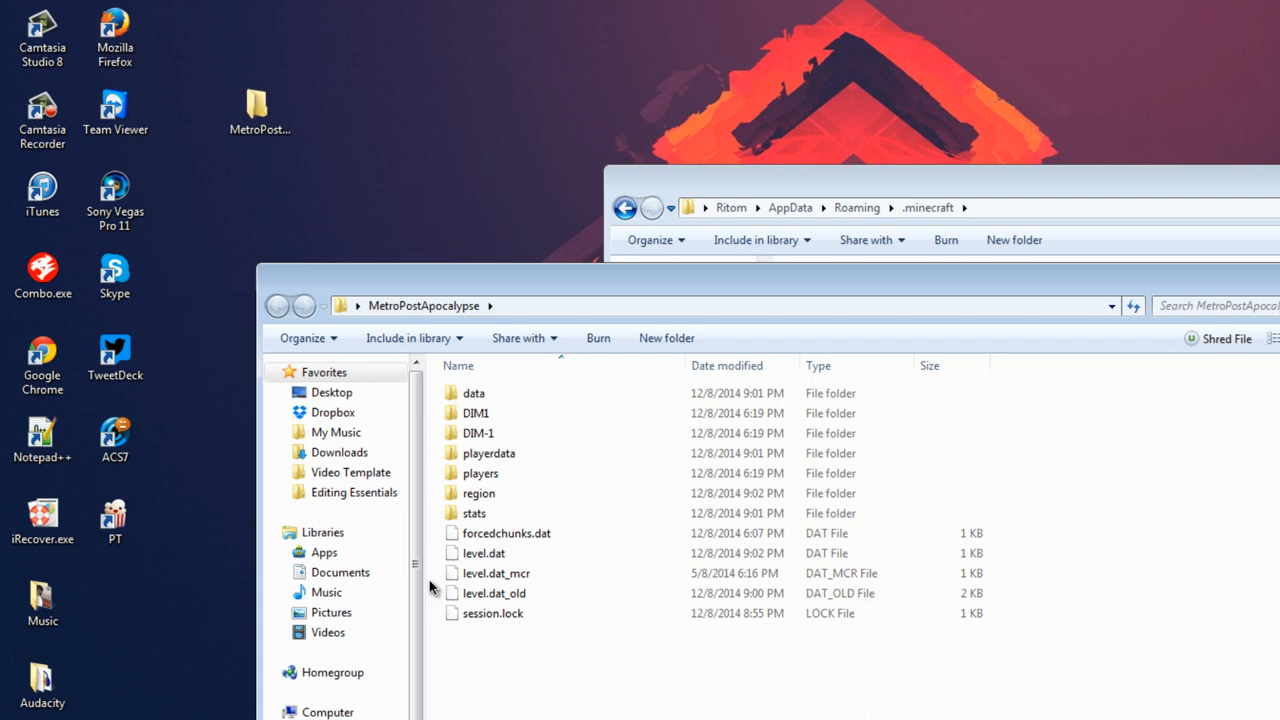 Camtasia
Studio 8
Mozilla
Firefox
Camtasia
Recorder
Team Viewer
MetroPost...
iTunes
Sony Vegas
Pro 11
Combo.exe
Skype
Google
Chrome
TweetDeck
Notepad++
ACS7
iRecover.exe
PT
Music
Audacity
Ritom
AppData
Roaming
.minecraft
Organize
Include in library
Share with
Burn
New folder
MetroPostApocalypse
Search MetroPostApocal
Organize
Include in library
Share with
Burn
New folder
Shred File
Favorites
Desktop
Dropbox
My Music
Downloads
Video Template
Editing Essentials
Libraries
Apps
Documents
Music
Pictures
Videos
Homegroup
Computer
Name Date modified Type Size
data 12/8/2014 9:01 PM File folder
DIM1 12/8/2014 6:19 PM File folder
DIM-1 12/8/2014 6:19 PM File folder
playerdata 12/8/2014 9:01 PM File folder
players 12/8/2014 6:19 PM File folder
region 12/8/2014 9:02 PM File folder
stats 12/8/2014 9:01 PM File folder
forcedchunks.dat 12/8/2014 6:07 PM DAT File 1 KB
level.dat 12/8/2014 9:02 PM DAT File 1 KB
level.dat_mcr 5/8/2014 6:16 PM DAT_MCR File 1 KB
level.dat_old 12/8/2014 9:00 PM DAT_OLD File 2 KB
session.lock 12/8/2014 8:55 PM LOCK File 1 KB